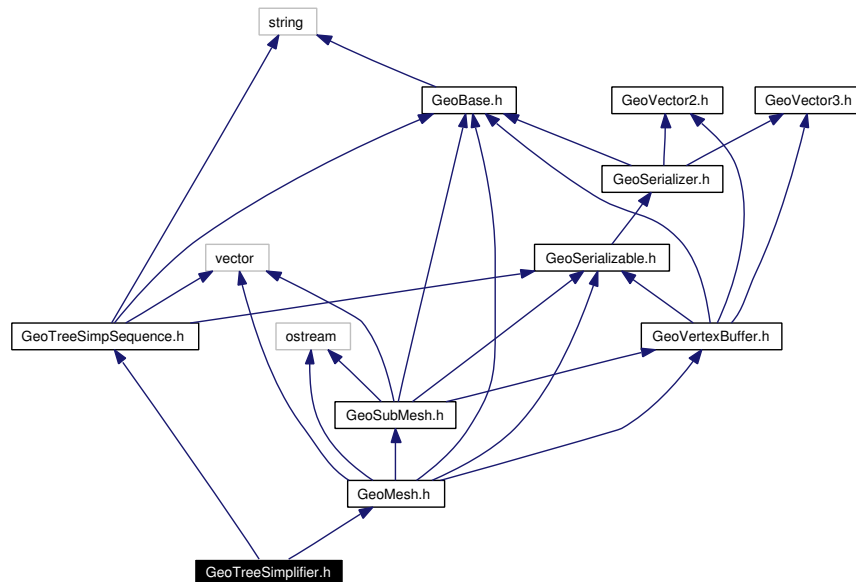 string
GeoBase.h
GeoVector2.h
GeoVector3.h
GeoSerializer.h
vector
GeoSerializable.h
GeoTreeSimpSequence.h
ostream
GeoVertexBuffer.h
GeoSubMesh.h
GeoMesh.h
GeoTreeSimplifier.h